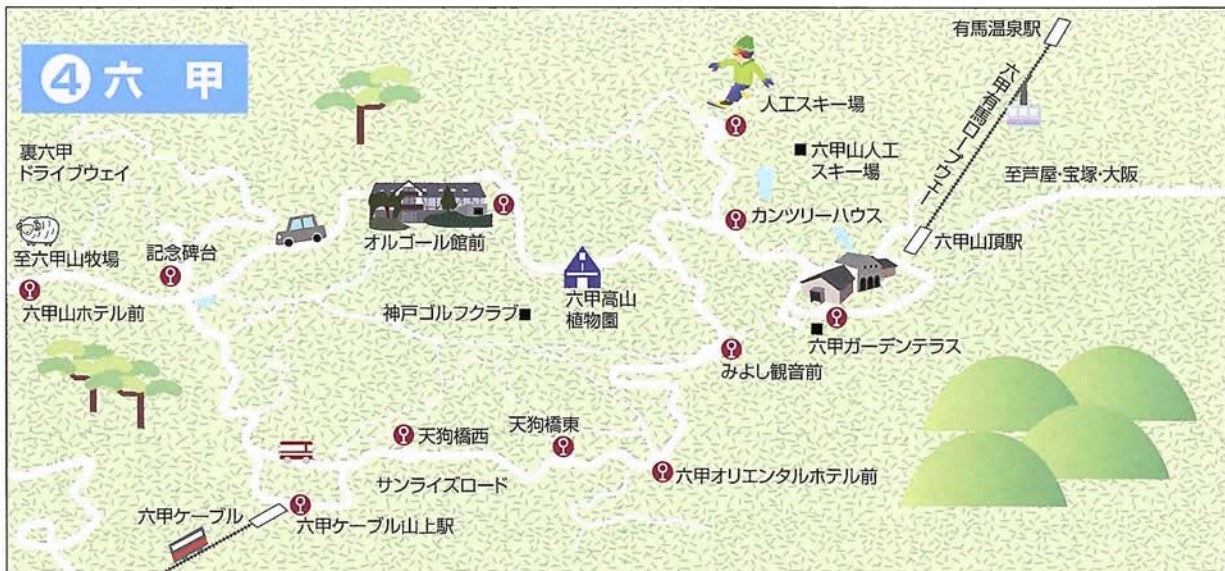 ④六甲
有馬温泉駅
六甲有馬ロープウェー
人工スキー場
六甲山人工
スキー場
裏六甲
ドライブウェイ
至芦屋・宝塚・大阪
カンツリーハウス
六甲山頂駅
至六甲山牧場
記念碑台
オルゴール館前
六甲山ホテル前
神戸ゴルフクラブ
六甲高山
植物園
六甲ガーデンテラス
みよし観音前
天狗橋西
天狗橋東
サンライズロード
六甲オリエンタルホテル前
六甲ケーブル
六甲ケーブル山上駅